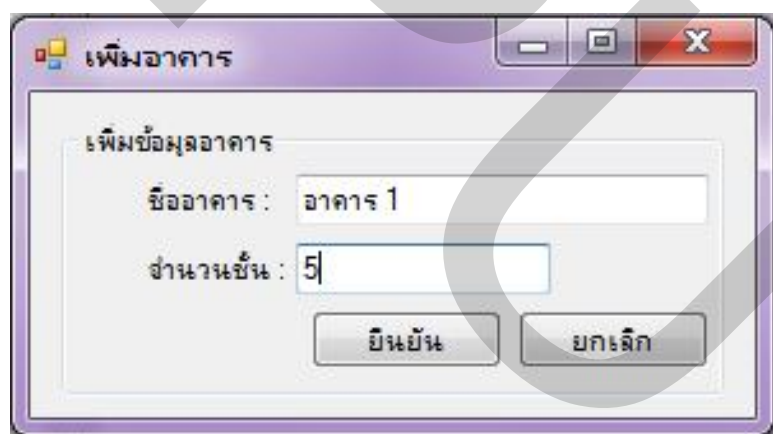 เพิ่มอาคาร
เพิ่มข้อมุลอาคาร
ชื่ออาคาร : อาคาร 1
จำนวนชั้น : 5
ยืนยัน ยกเลิก